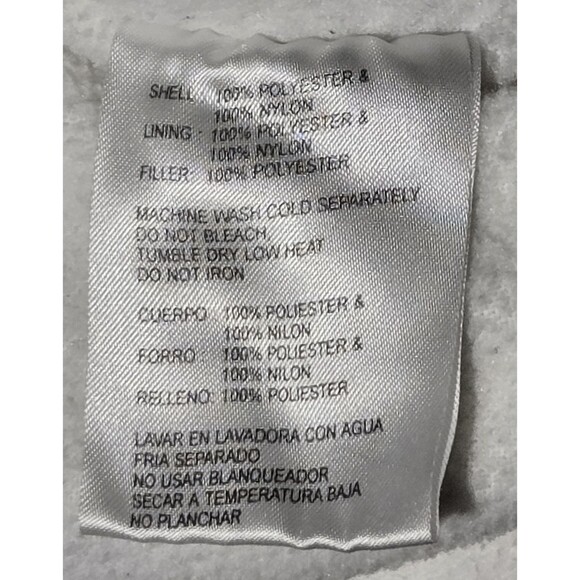 SHELL : 100% POLYESTER &
100% NYLON
LINING : 100% POLYESTER &
100% NYLON
FILLER: 100% POLYESTER
MACHINE WASH COLD SEPARATELY
DO NOT BLEACH
TUMBLE DRY LOW HEAT
DO NOT IRON
CUERPO: 100% POLIESTER &
100% NILON
FORRO : 100% POLIESTER &
100% NILON
RELLENO: 100% POLIESTER
LAVAR EN LAVADORA CON AGUA
FRIA SEPARADO
NO USAR BLANQUEADOR
SECAR A TEMPERATURA BAJA
NO PLANCHAR